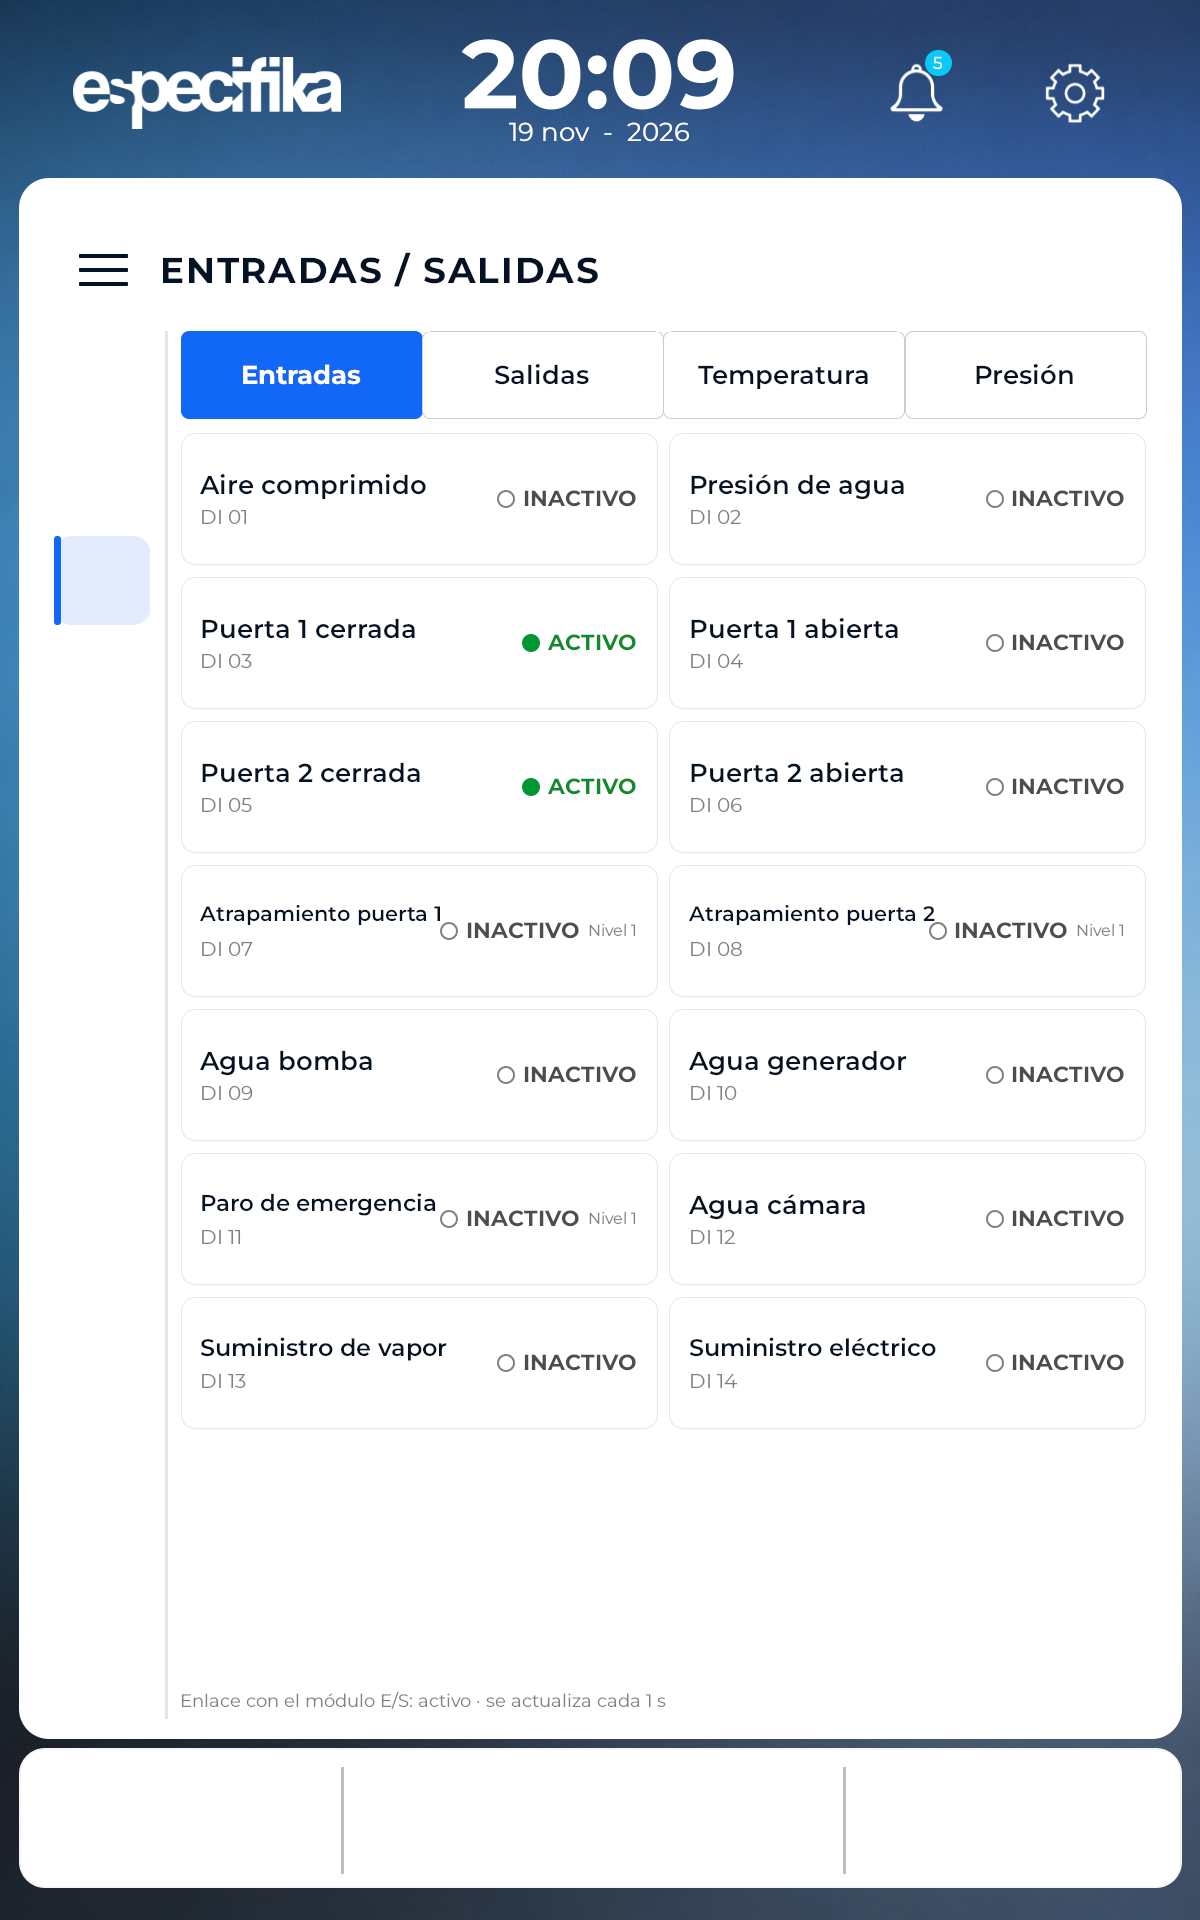 e-specifika
20:09
19 nov - 2026
5
ENTRADAS / SALIDAS
Entradas
Salidas
Temperatura
Presión
Aire comprimido
DI 01
INACTIVO
Presión de agua
DI 02
INACTIVO
Puerta 1 cerrada
DI 03
ACTIVO
Puerta 1 abierta
DI 04
INACTIVO
Puerta 2 cerrada
DI 05
ACTIVO
Puerta 2 abierta
DI 06
INACTIVO
Atrapamiento puerta 1
DI 07
INACTIVO Nivel 1
Atrapamiento puerta 2
DI 08
INACTIVO Nivel 1
Agua bomba
DI 09
INACTIVO
Agua generador
DI 10
INACTIVO
Paro de emergencia
DI 11
INACTIVO Nivel 1
Agua cámara
DI 12
INACTIVO
Suministro de vapor
DI 13
INACTIVO
Suministro eléctrico
DI 14
INACTIVO
Enlace con el módulo E/S: activo · se actualiza cada 1 s